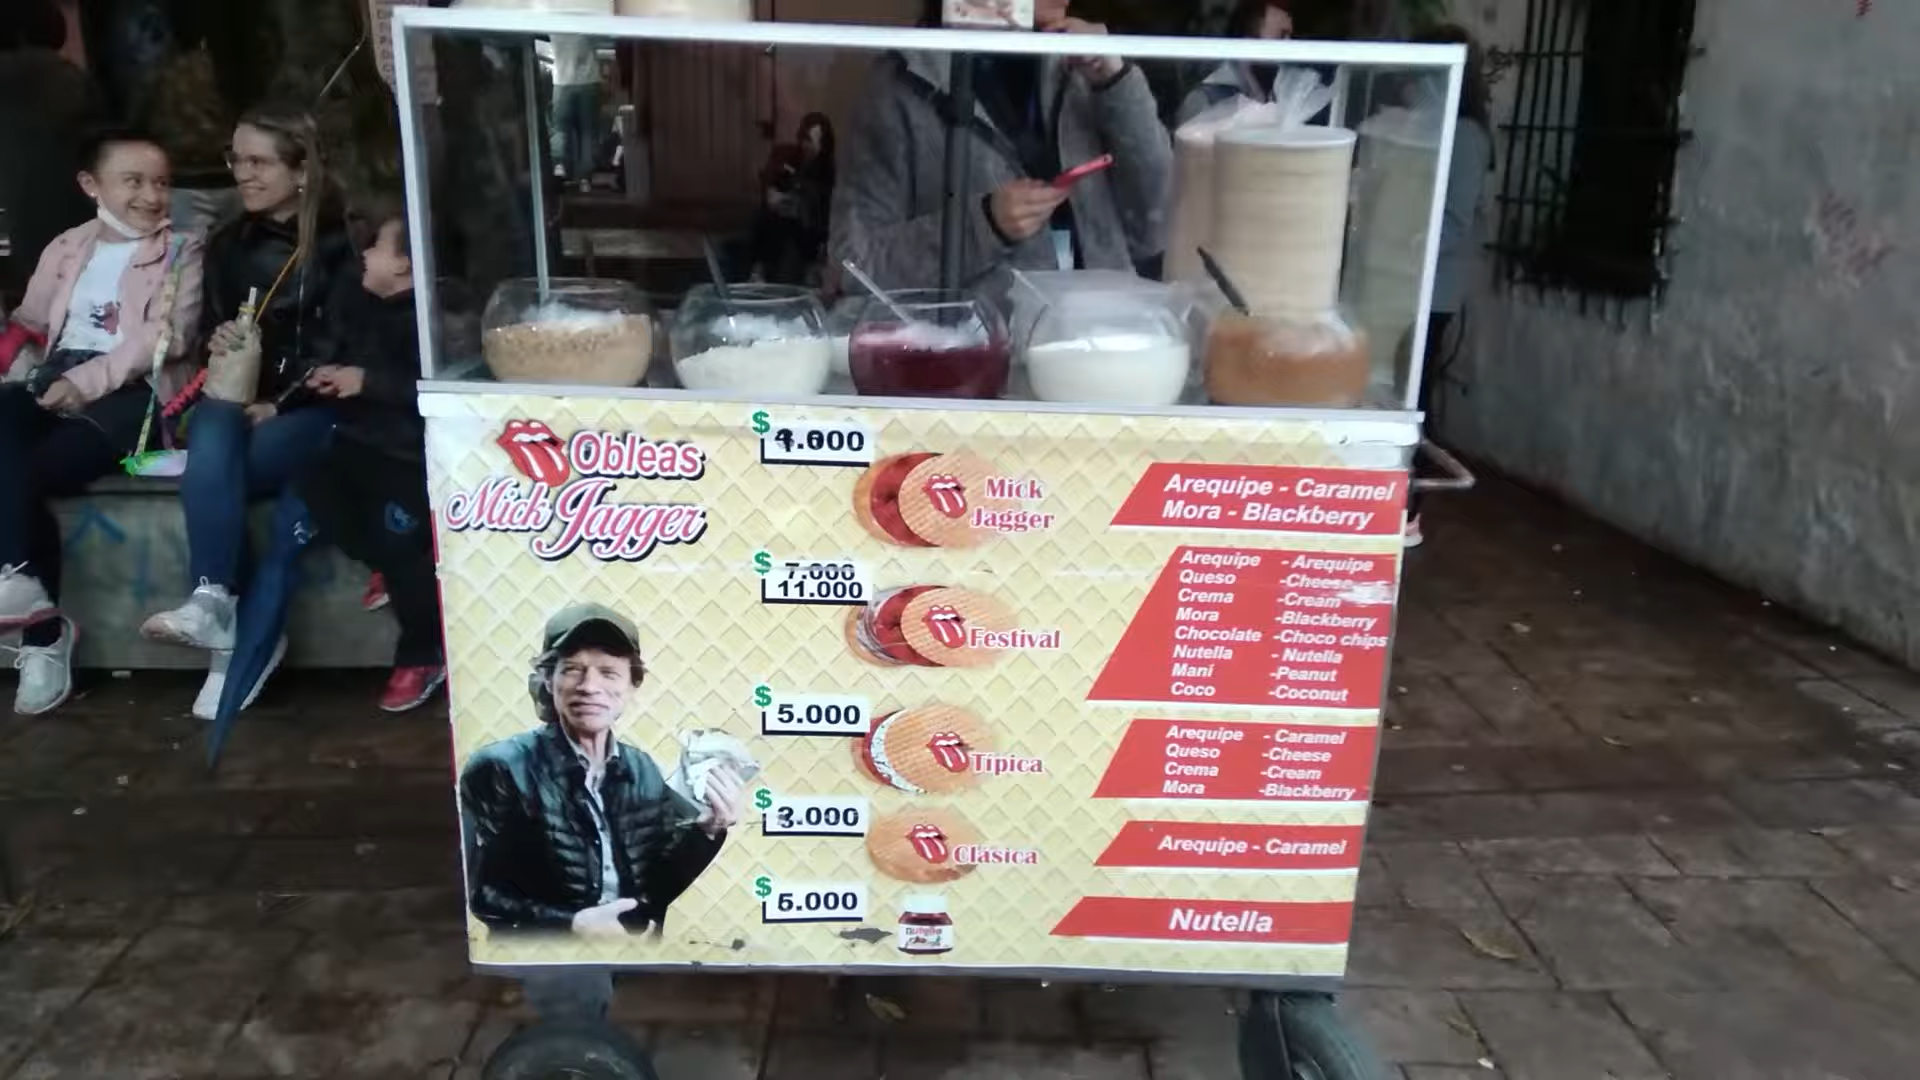 Obleas
Mick Jagger
$
4.000
Mick
Jagger
Arequipe - Caramel
Mora - Blackberry
$
7.000
11.000
Festival
Arequipe - Arequipe
Queso -Cheese
Crema -Cream
Mora -Blackberry
Chocolate -Choco chips
Nutella - Nutella
Maní -Peanut
Coco -Coconut
$
5.000
Típica
Arequipe - Caramel
Queso -Cheese
Crema -Cream
Mora -Blackberry
$
3.000
Clásica
Arequipe - Caramel
$
5.000
nutella
Nutella